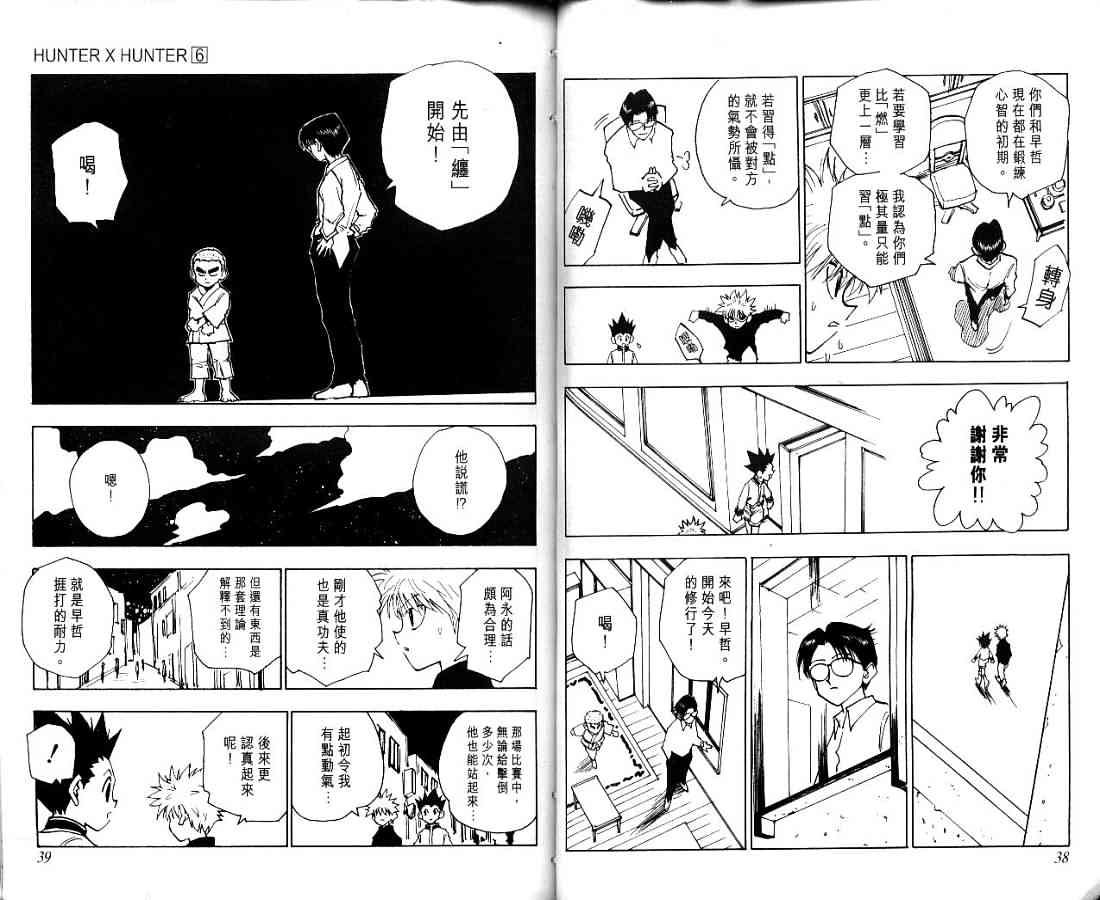 你們和早哲
現在都在鍛練
心智的初期。
若要學習
比「燃」
更上一層…
我認為你們
極其量只能
習「點」。
轉身
若習得「點」,
就不會被對方
的氣勢所懾。
嘰嘞
非常
謝謝你!!
來吧!早哲
開始今天
的修行了!
喝!
38
HUNTER X HUNTER 6
先由「纏」
開始!
喝!
他説謊!?
嗯!
阿永的話
頗為合理…
剛才他使的
也是真功夫…
但還有東西是
那套理論
解釋不到的…
就是早哲
捱打的耐力。
那場比賽中,
無論給擊倒
多少次,
他也能站起來…
起初令我
有點動氣…
後來更
認真起來
呢!
!
39